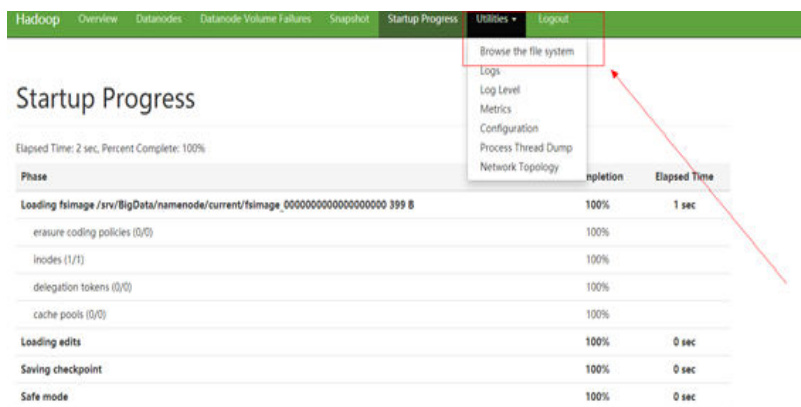 Hadoop Overview Datanodes Datanode Volume Failures Snapshot Startup Progress Utilities Logout
Browse the file system
Logs
Log Level
Metrics
Configuration
Process Thread Dump
Network Topology
Startup Progress
Elapsed Time: 2 sec, Percent Complete: 100%
Phase mpletion Elapsed Time
Loading fsimage /srv/BigData/namenode/current/fsimage_0000000000000000000 399 B 100% 1 sec
erasure coding policies (0/0) 100%
inodes (1/1) 100%
delegation tokens (0/0) 100%
cache pools (0/0) 100%
Loading edits 100% 0 sec
Saving checkpoint 100% 0 sec
Safe mode 100% 0 sec